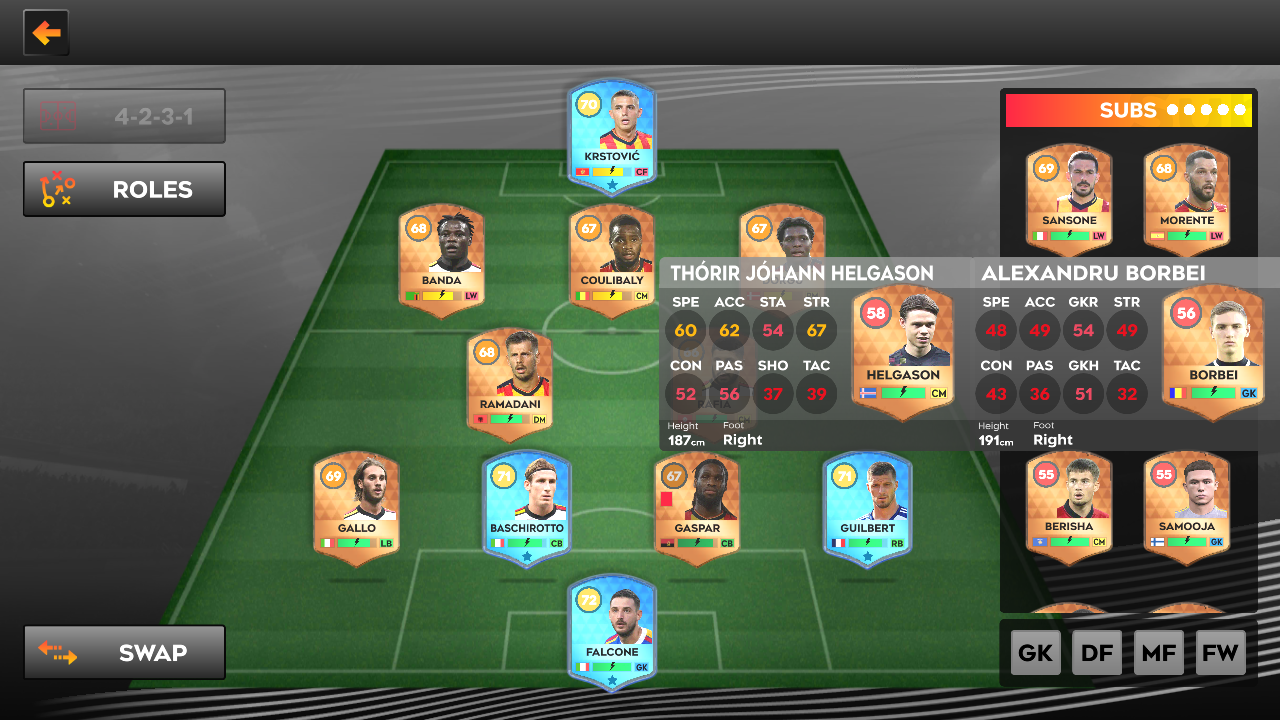 4-2-3-1
ROLES
SWAP
70
KRSTOVIĆ
CF
68
BANDA
LW
67
COULIBALY
CM
67
68
RAMADANI
DM
RAFIA
CM
69
GALLO
LB
71
BASCHIROTTO
CB
67
GASPAR
CB
71
GUILBERT
RB
72
FALCONE
GK
SUBS
69
SANSONE
LW
68
MORENTE
LW
THÓRIR JÓHANN HELGASON
SPE ACC STA STR
60 62 54 67
CON PAS SHO TAC
52 56 37 39
Height Foot
187cm Right
58
HELGASON
CM
ALEXANDRU BORBEI
SPE ACC GKR STR
48 49 54 49
CON PAS GKH TAC
43 36 51 32
Height Foot
191cm Right
56
BORBEI
GK
55
BERISHA
CM
55
SAMOOJA
GK
GK DF MF FW